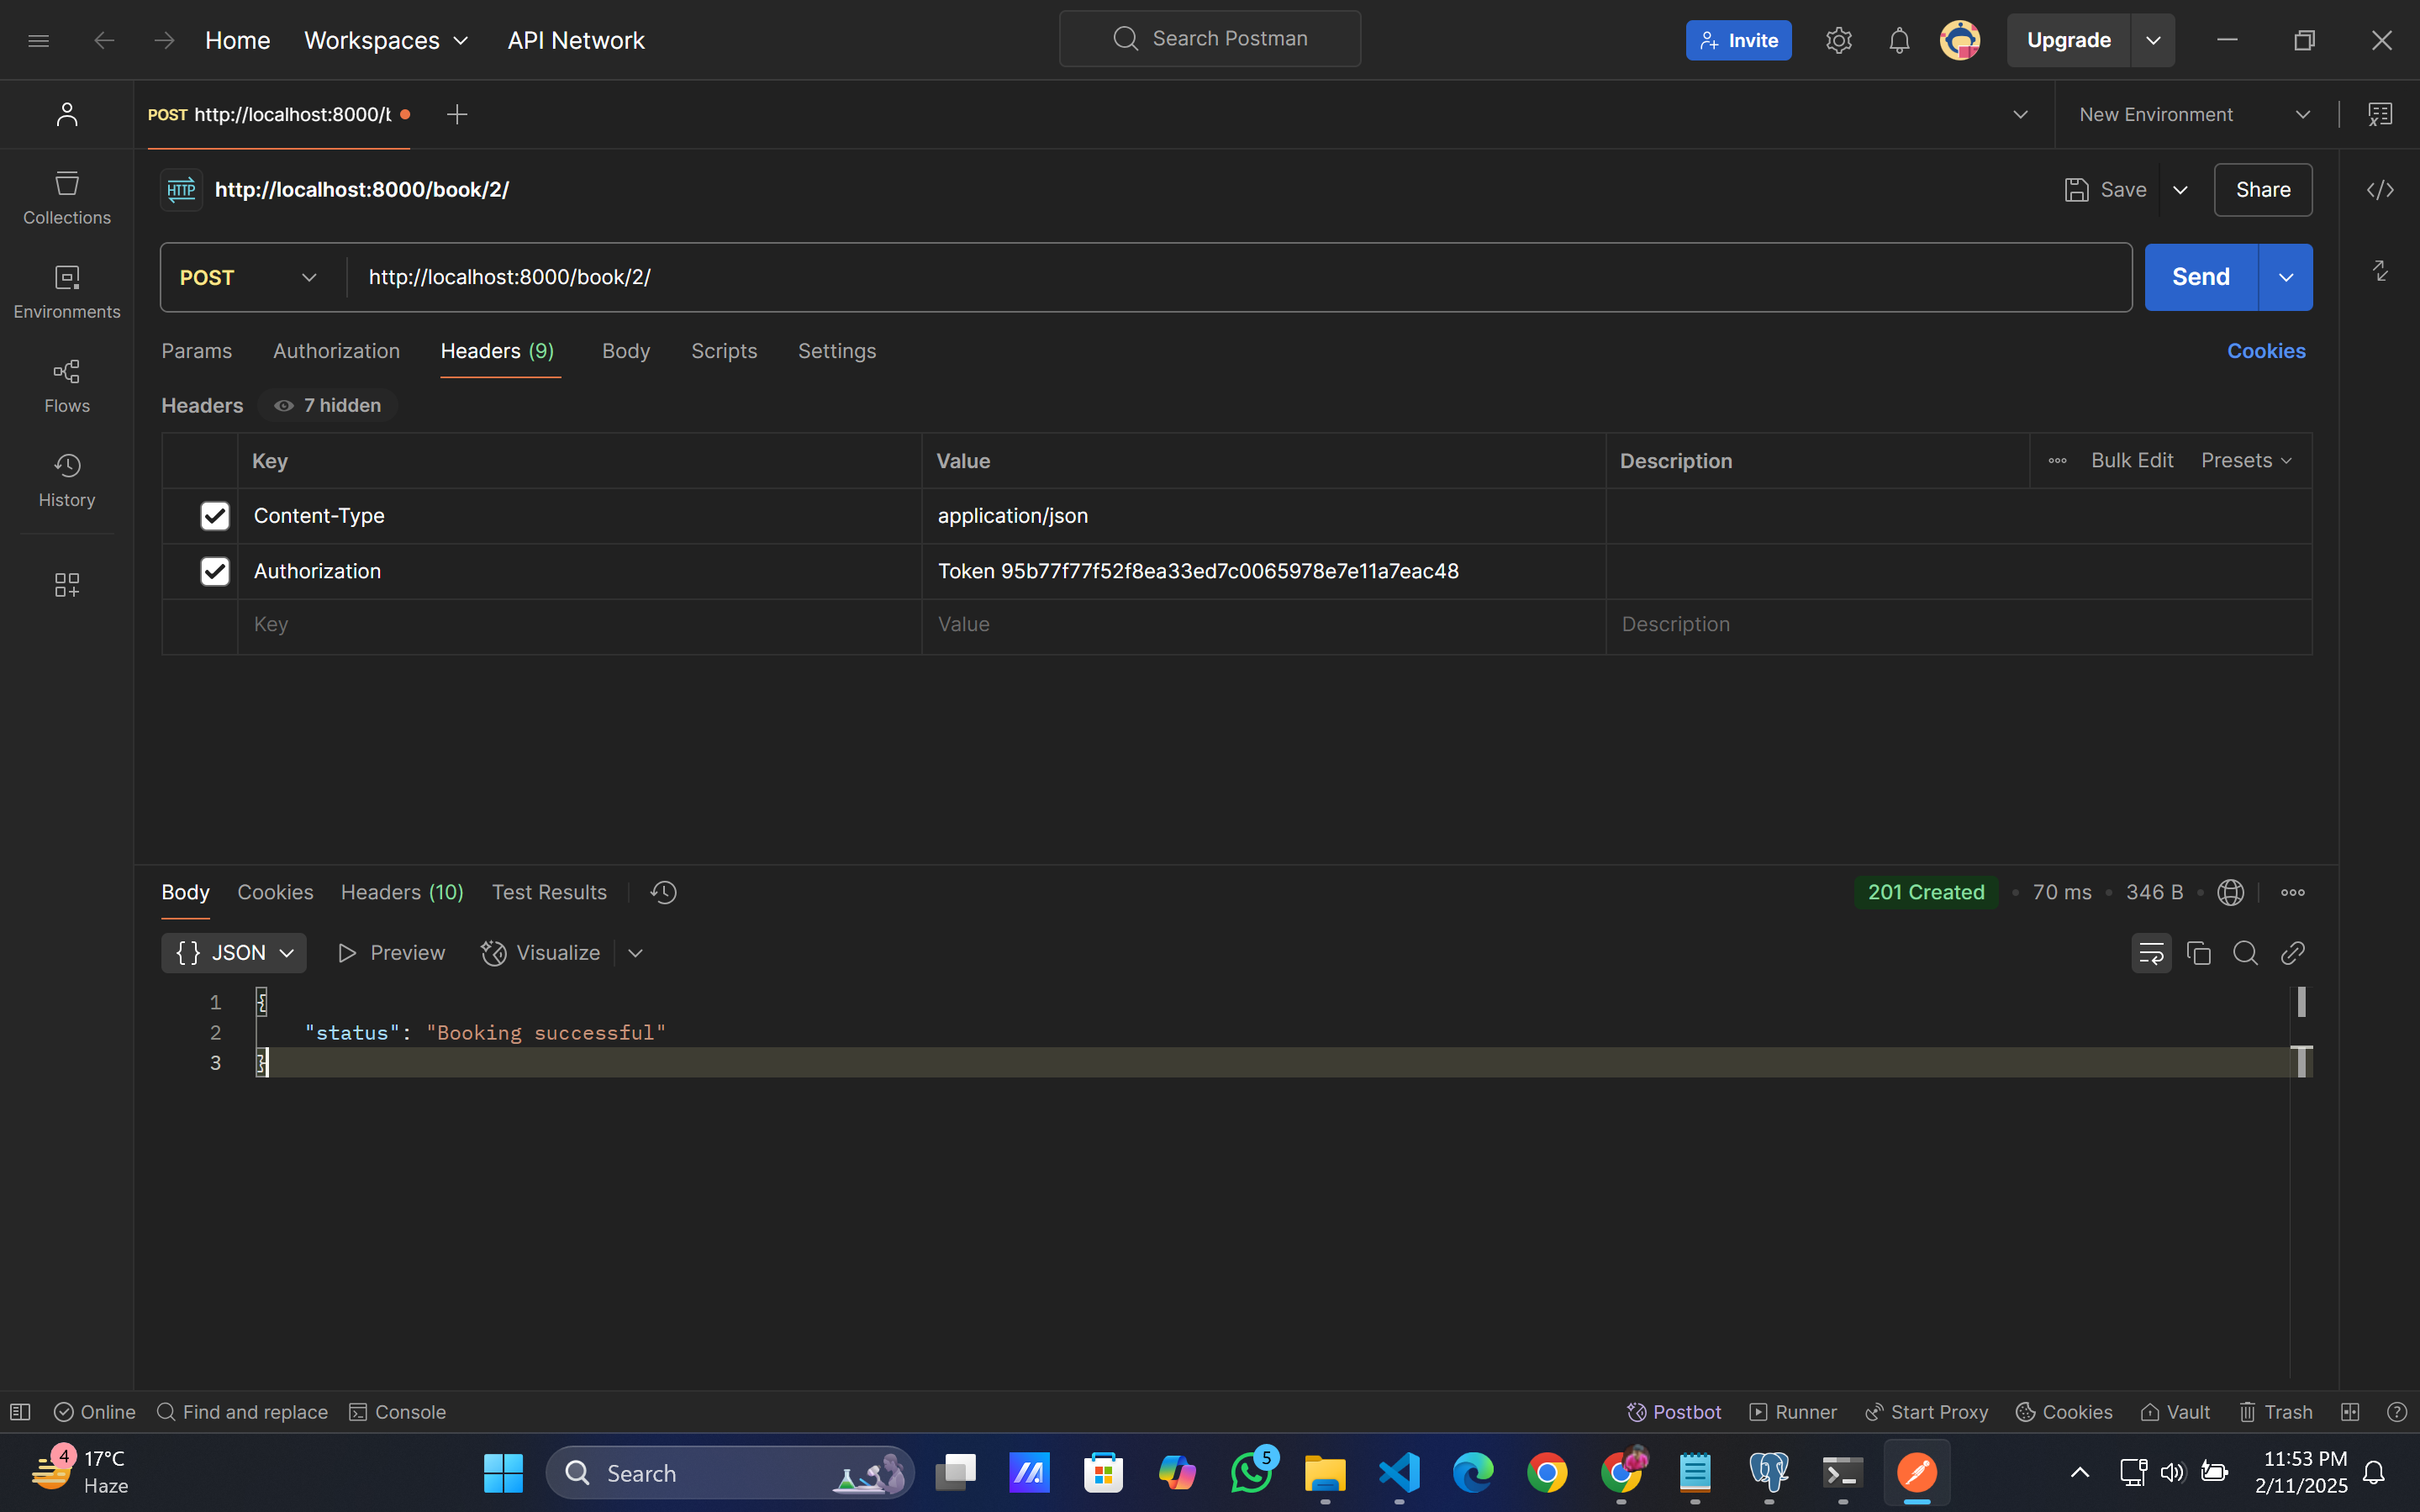 Home Workspaces API Network Search Postman Invite Upgrade
POST http://localhost:8000/b New Environment
HTTP http://localhost:8000/book/2/ Save Share
Collections
POST http://localhost:8000/book/2/ Send
Environments
Params Authorization Headers (9) Body Scripts Settings Cookies
Flows
Headers 7 hidden
Key Value Description Bulk Edit Presets
History
Content-Type application/json
Authorization Token 95b77f77f52f8ea33ed7c0065978e7e11a7eac48
Key Value Description
Body Cookies Headers (10) Test Results 201 Created 70 ms 346 B
{} JSON Preview Visualize
1 {
2 "status": "Booking successful"
3 }
Online Find and replace Console Postbot Runner Start Proxy Cookies Vault Trash
4 17°C
Haze
Search
5
11:53 PM
2/11/2025